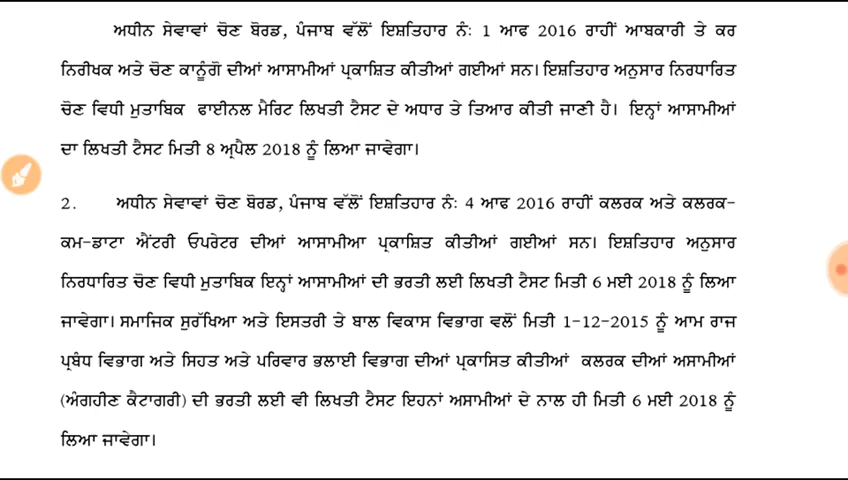 ਅਧੀਨ ਸੇਵਾਵਾਂ ਚੋਣ ਬੋਰਡ, ਪੰਜਾਬ ਵੱਲੋਂ ਇਸ਼ਤਿਹਾਰ ਨੰਃ 1 ਆਫ 2016 ਰਾਹੀਂ ਆਬਕਾਰੀ ਤੇ ਕਰ
ਨਿਰੀਖਕ ਅਤੇ ਚੋਣ ਕਾਨੂੰਗੋ ਦੀਆਂ ਆਸਾਮੀਆਂ ਪ੍ਰਕਾਸ਼ਿਤ ਕੀਤੀਆਂ ਗਈਆਂ ਸਨ। ਇਸ਼ਤਿਹਾਰ ਅਨੁਸਾਰ ਨਿਰਧਾਰਿਤ
ਚੋਣ ਵਿਧੀ ਮੁਤਾਬਿਕ ਫਾਈਨਲ ਮੈਰਿਟ ਲਿਖਤੀ ਟੈਸਟ ਦੇ ਅਧਾਰ ਤੇ ਤਿਆਰ ਕੀਤੀ ਜਾਣੀ ਹੈ। ਇਨ੍ਹਾਂ ਆਸਾਮੀਆਂ
ਦਾ ਲਿਖਤੀ ਟੈਸਟ ਮਿਤੀ 8 ਅਪ੍ਰੈਲ 2018 ਨੂੰ ਲਿਆ ਜਾਵੇਗਾ।
2. ਅਧੀਨ ਸੇਵਾਵਾਂ ਚੋਣ ਬੋਰਡ, ਪੰਜਾਬ ਵੱਲੋਂ ਇਸ਼ਤਿਹਾਰ ਨੰਃ 4 ਆਫ 2016 ਰਾਹੀਂ ਕਲਰਕ ਅਤੇ ਕਲਰਕ-
ਕਮ-ਡਾਟਾ ਐਂਟਰੀ ਓਪਰੇਟਰ ਦੀਆਂ ਆਸਾਮੀਆ ਪ੍ਰਕਾਸ਼ਿਤ ਕੀਤੀਆਂ ਗਈਆਂ ਸਨ। ਇਸ਼ਤਿਹਾਰ ਅਨੁਸਾਰ
ਨਿਰਧਾਰਿਤ ਚੋਣ ਵਿਧੀ ਮੁਤਾਬਿਕ ਇਨ੍ਹਾਂ ਆਸਾਮੀਆਂ ਦੀ ਭਰਤੀ ਲਈ ਲਿਖਤੀ ਟੈਸਟ ਮਿਤੀ 6 ਮਈ 2018 ਨੂੰ ਲਿਆ
ਜਾਵੇਗਾ। ਸਮਾਜਿਕ ਸੁਰੱਖਿਆ ਅਤੇ ਇਸਤਰੀ ਤੇ ਬਾਲ ਵਿਕਾਸ ਵਿਭਾਗ ਵਲੋਂ ਮਿਤੀ 1-12-2015 ਨੂੰ ਆਮ ਰਾਜ
ਪ੍ਰਬੰਧ ਵਿਭਾਗ ਅਤੇ ਸਿਹਤ ਅਤੇ ਪਰਿਵਾਰ ਭਲਾਈ ਵਿਭਾਗ ਦੀਆਂ ਪ੍ਰਕਾਸਿਤ ਕੀਤੀਆਂ ਕਲਰਕ ਦੀਆਂ ਅਸਾਮੀਆਂ
(ਅੰਗਹੀਣ ਕੈਟਾਗਰੀ) ਦੀ ਭਰਤੀ ਲਈ ਵੀ ਲਿਖਤੀ ਟੈਸਟ ਇਹਨਾਂ ਅਸਾਮੀਆਂ ਦੇ ਨਾਲ ਹੀ ਮਿਤੀ 6 ਮਈ 2018 ਨੂੰ
ਲਿਆ ਜਾਵੇਗਾ।